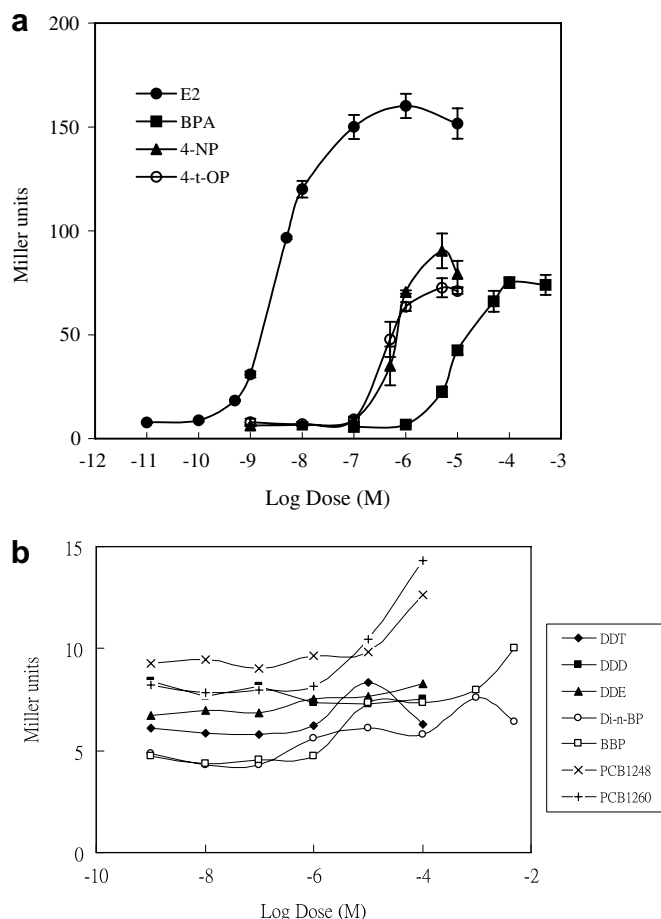 a
200
150
100
50
0
Miller units
E2
BPA
4-NP
4-t-OP
-12 -11 -10 -9 -8 -7 -6 -5 -4 -3
Log Dose (M)
b
15
10
5
0
Miller units
-10 -8 -6 -4 -2
Log Dose (M)
DDT
DDD
DDE
Di-n-BP
BBP
PCB1248
PCB1260